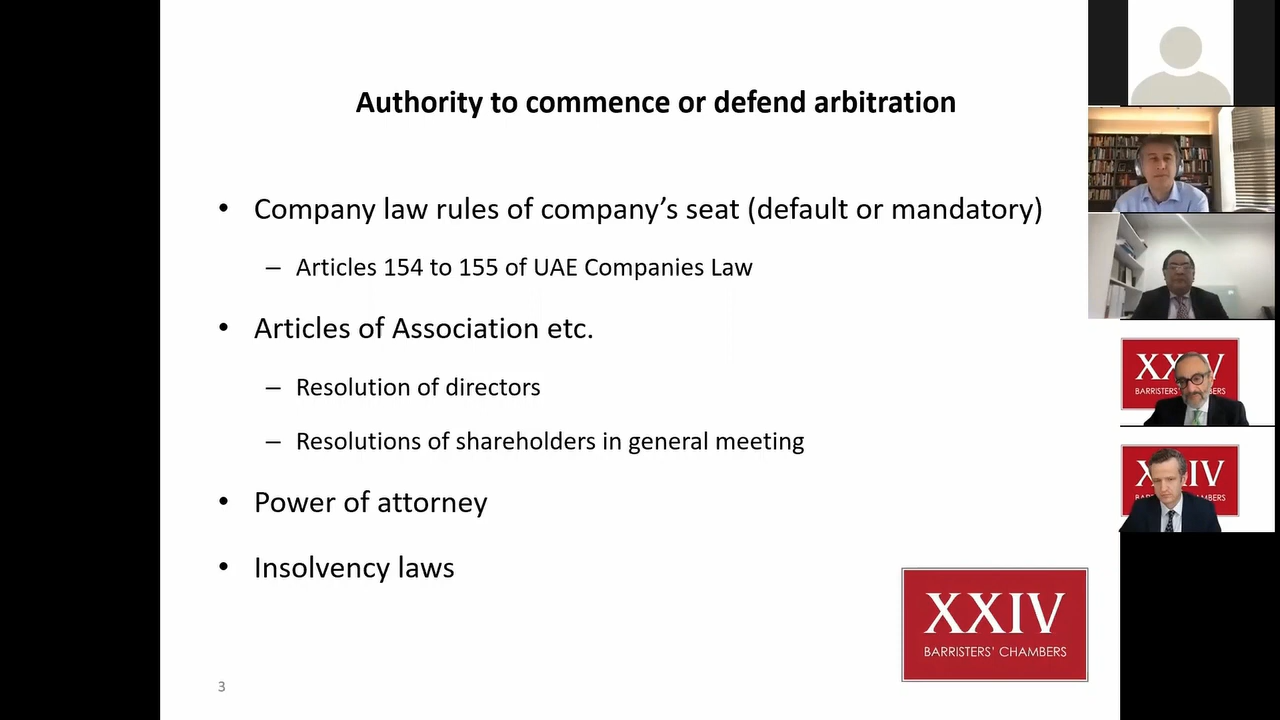 Authority to commence or defend arbitration
• Company law rules of company's seat (default or mandatory)
– Articles 154 to 155 of UAE Companies Law
• Articles of Association etc.
– Resolution of directors
– Resolutions of shareholders in general meeting
• Power of attorney
• Insolvency laws
XXIV
BARRISTERS' CHAMBERS
3